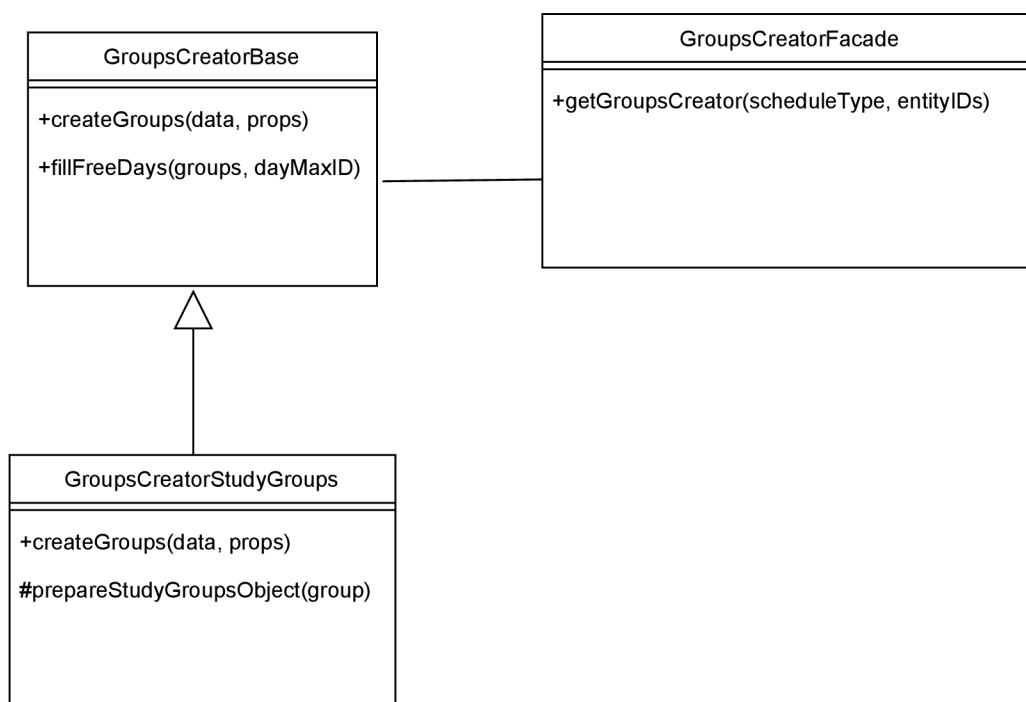 GroupsCreatorBase
+createGroups(data, props)
+fillFreeDays(groups, dayMaxID)
GroupsCreatorFacade
+getGroupsCreator(scheduleType, entityIDs)
GroupsCreatorStudyGroups
+createGroups(data, props)
#prepareStudyGroupsObject(group)